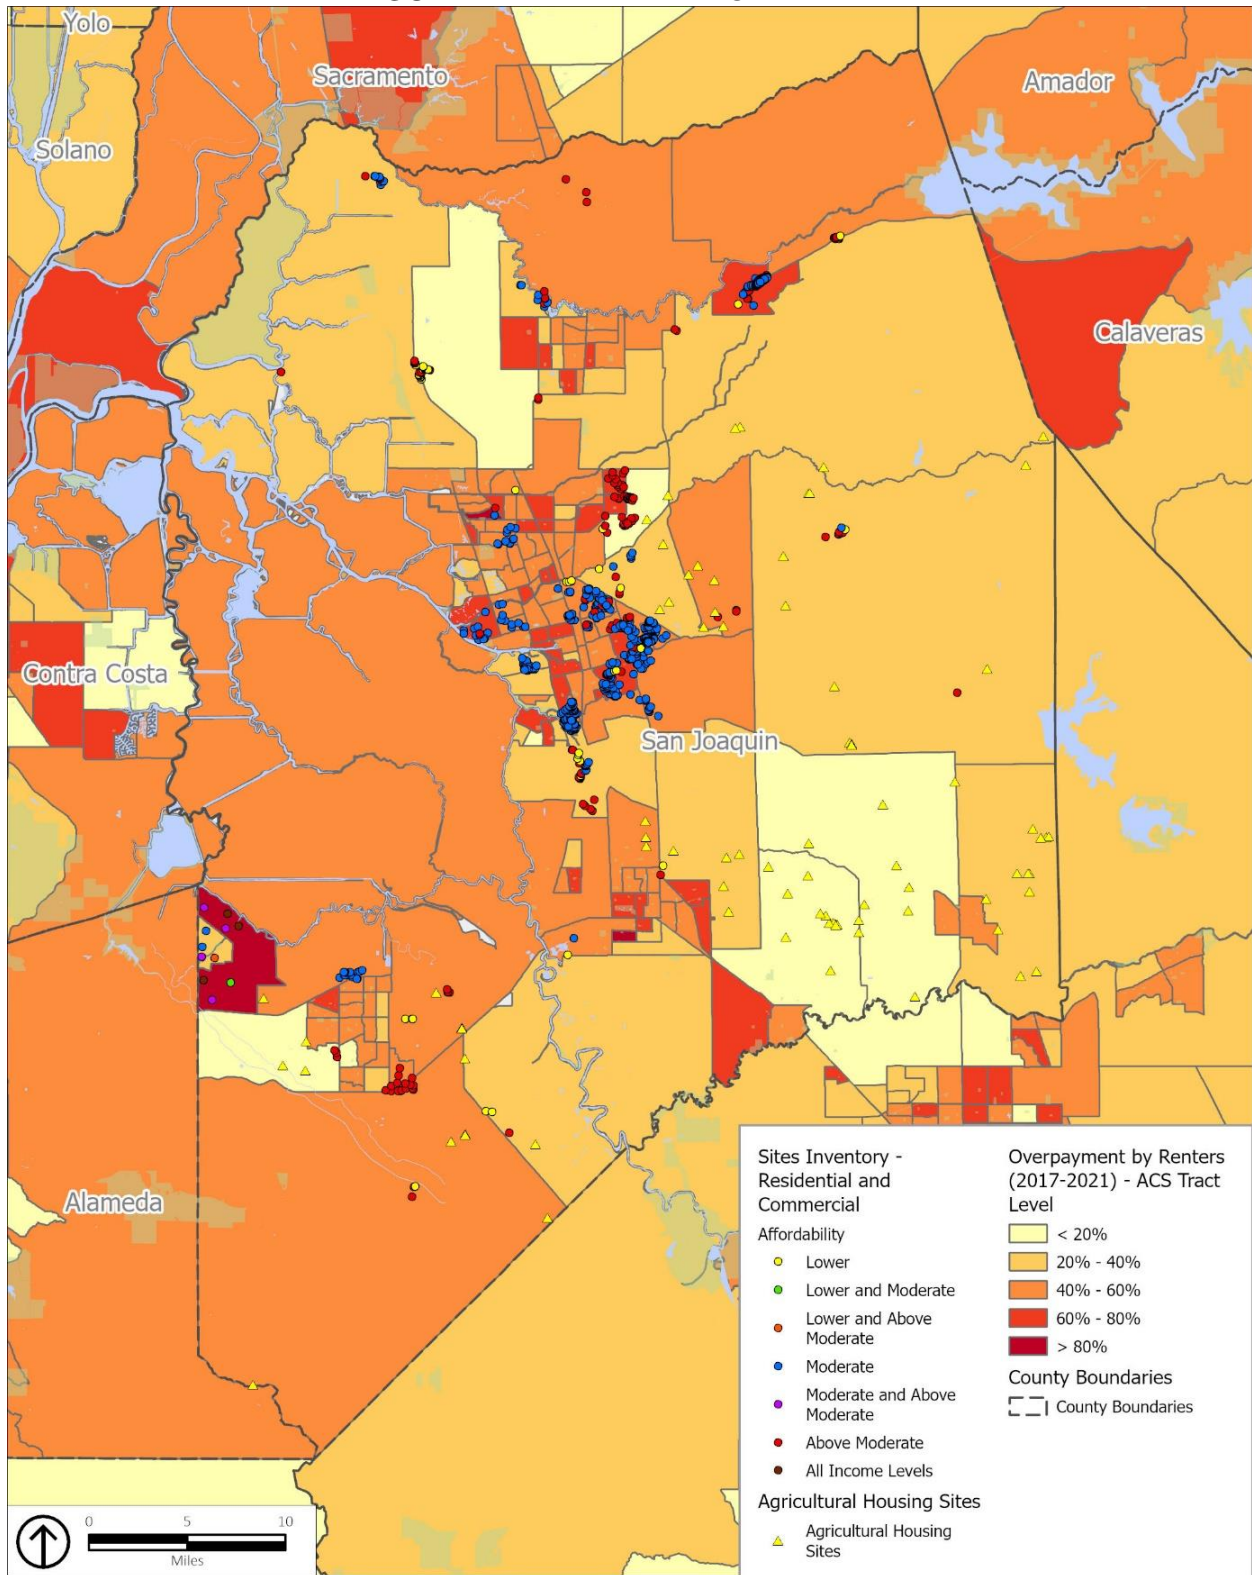 Yolo
Sacramento
Amador
Solano
Calaveras
Contra Costa
San Joaquin
Alameda
Sites Inventory -
Residential and
Commercial
Affordability
Lower
Lower and Moderate
Lower and Above
Moderate
Moderate
Moderate and Above
Moderate
Above Moderate
All Income Levels
Agricultural Housing Sites
Agricultural Housing
Sites
Overpayment by Renters
(2017-2021) - ACS Tract
Level
< 20%
20% - 40%
40% - 60%
60% - 80%
> 80%
County Boundaries
County Boundaries
0 5 10
Miles